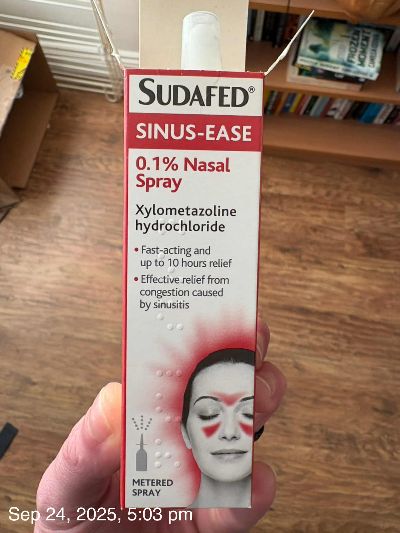 SUDAFED®
SINUS-EASE
0.1% Nasal
Spray
Xylometazoline
hydrochloride
• Fast-acting and
up to 10 hours relief
• Effective relief from
congestion caused
by sinusitis
METERED
SPRAY
Sep 24, 2025, 5:03 pm